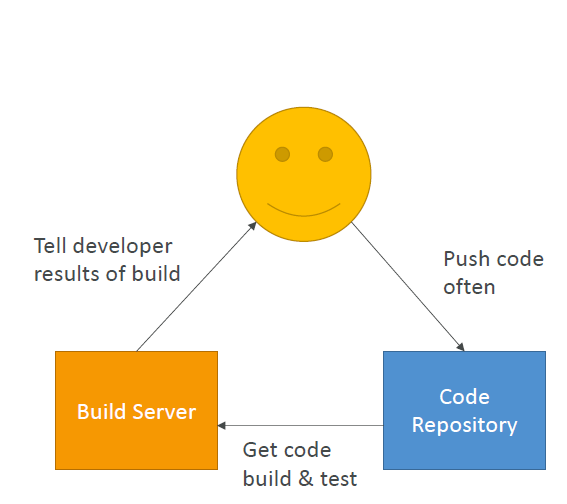 Tell developer
results of build
Push code
often
Build Server
Code
Repository
Get code
build & test